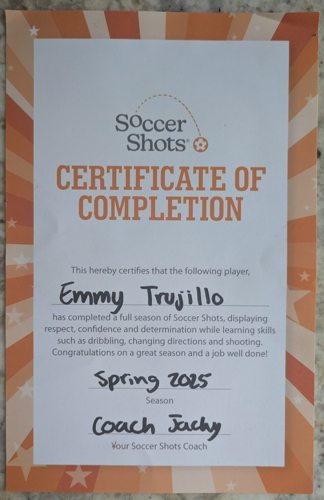 Soccer
Shots®
CERTIFICATE OF
COMPLETION
This hereby certifies that the following player,
Emmy Trujillo
has completed a full season of Soccer Shots, displaying
respect, confidence and determination while learning skills
such as dribbling, changing directions and shooting.
Congratulations on a great season and a job well done!
Spring 2025
Season
Coach Jacky
Your Soccer Shots Coach